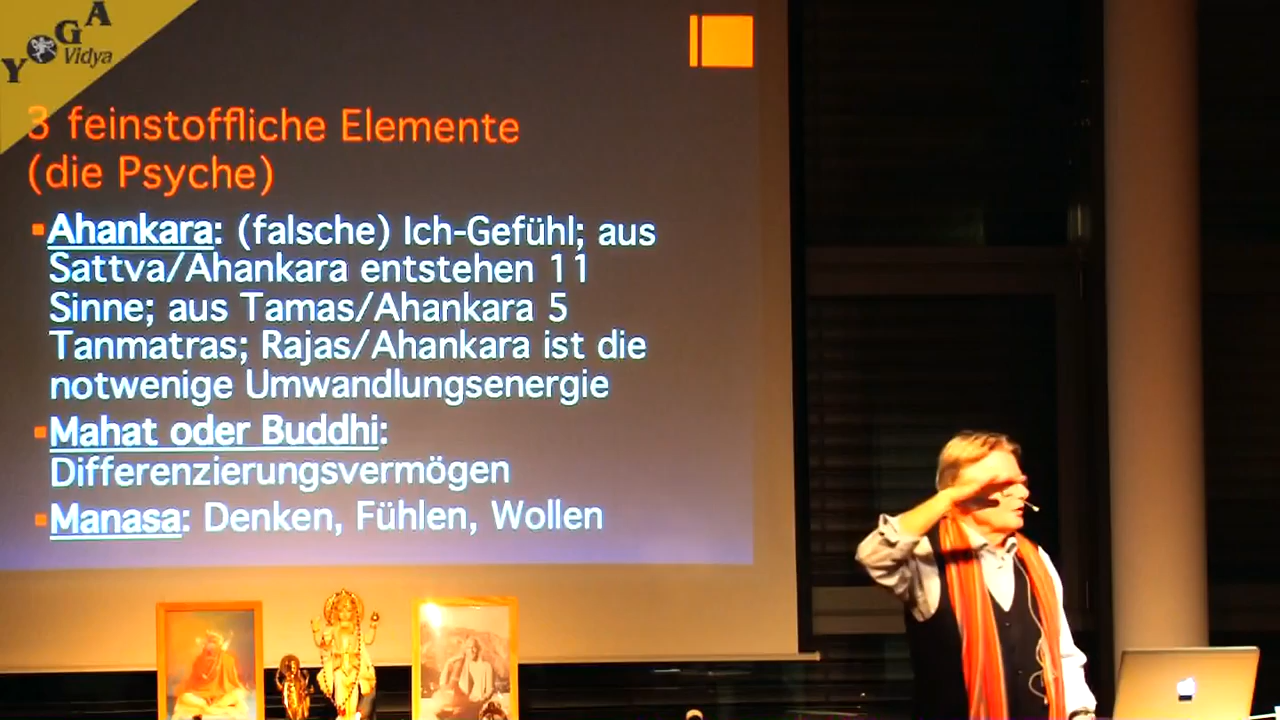 YOGA
Vidya
3 feinstoffliche Elemente
(die Psyche)
Ahankara: (falsche) Ich-Gefühl; aus
Sattva/Ahankara entstehen 11
Sinne; aus Tamas/Ahankara 5
Tanmatras; Rajas/Ahankara ist die
notwenige Umwandlungsenergie
Mahat oder Buddhi:
Differenzierungsvermögen
Manasa: Denken, Fühlen, Wollen